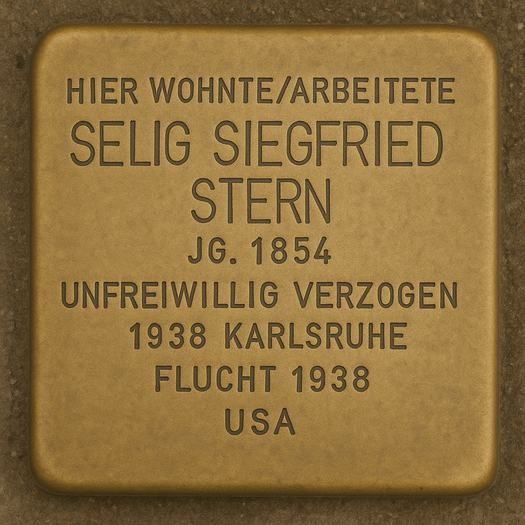 HIER WOHNTE/ARBEITETE
SELIG SIEGFRIED
STERN
JG. 1854
UNFREIWILLIG VERZOGEN
1938 KARLSRUHE
FLUCHT 1938
USA